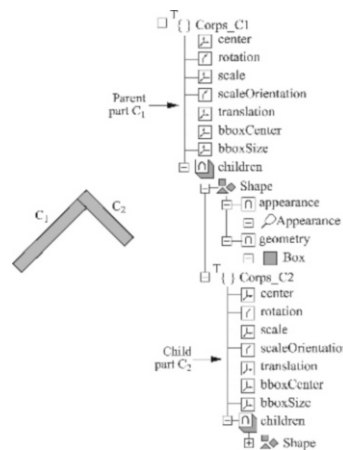 T { } Corps_C1
center
rotation
scale
scaleOrientation
translation
bboxCenter
bboxSize
children
Shape
appearance
Appearance
geometry
Box
T { } Corps_C2
center
rotation
scale
scaleOrientatio
translation
bboxCenter
bboxSize
children
Shape
Parent
part C1
C1
C2
Child
part C2